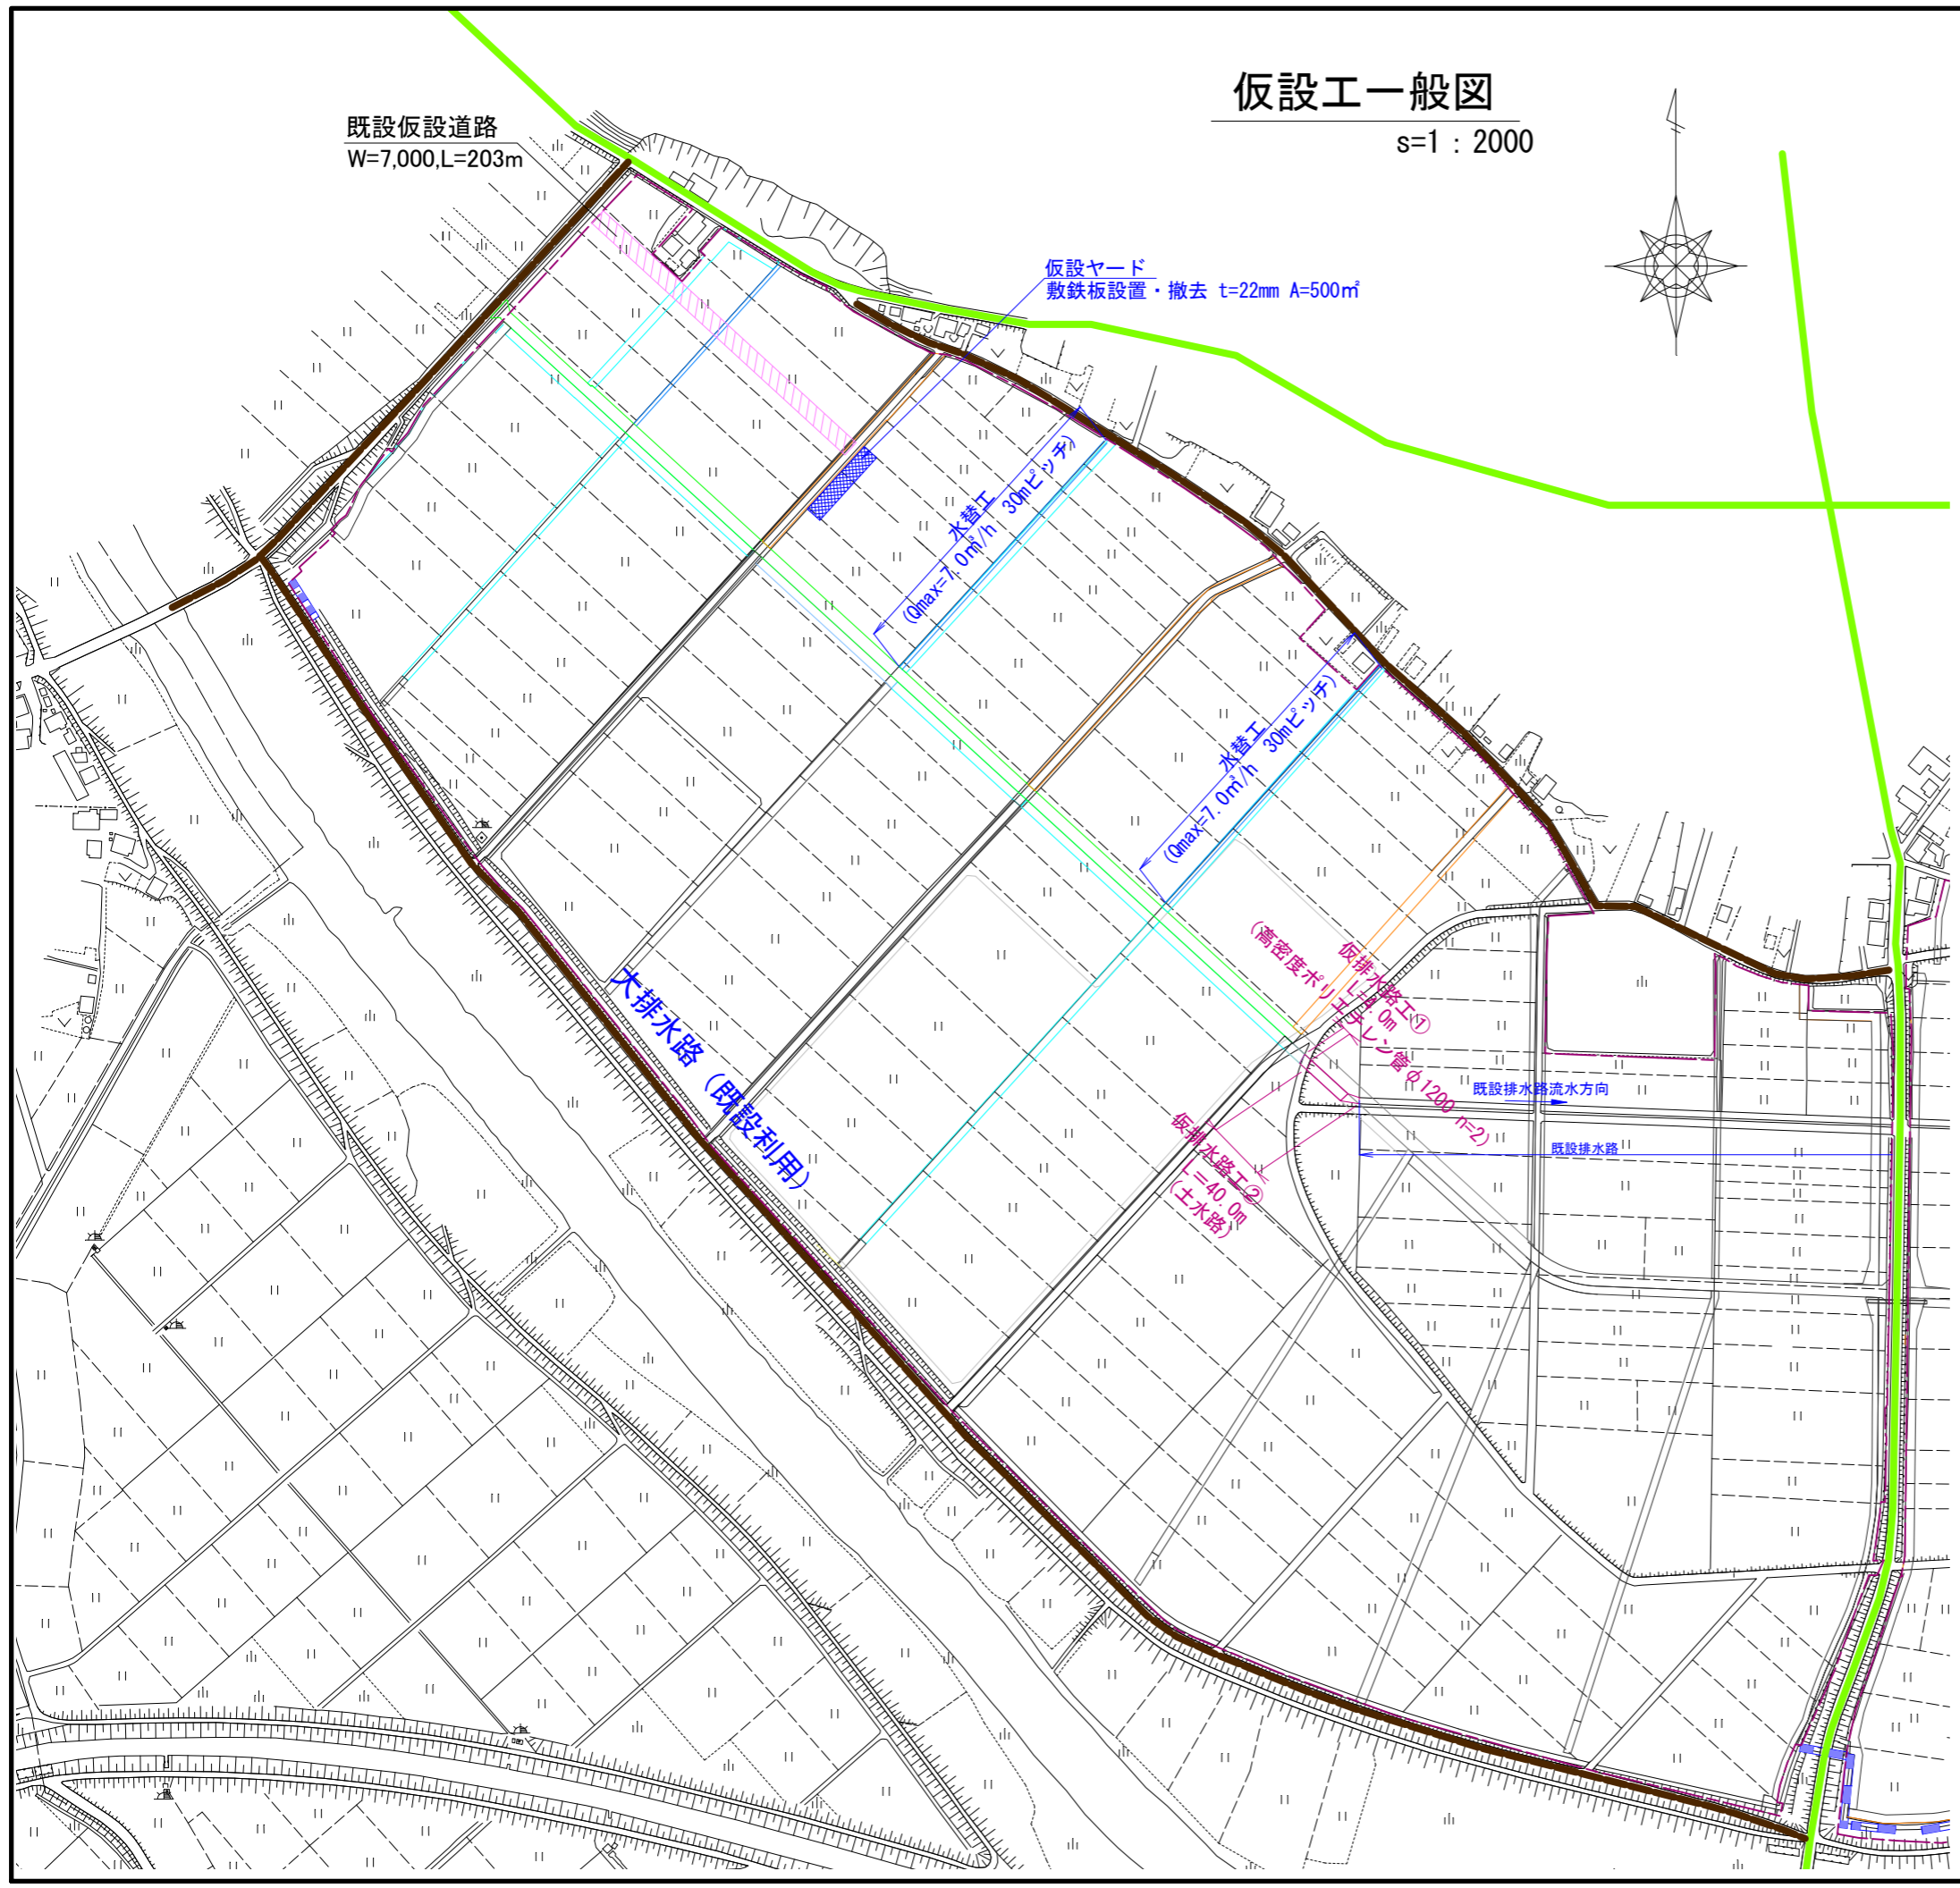 仮設工一般図
s=1 : 2000
既設仮設道路
W=7,000,L=203m
仮設ヤード
敷鉄板設置・撤去 t=22mm A=500㎡
水替工
(Qmax=7.0㎥/h 30mピッチ)
水替工
(Qmax=7.0㎥/h 30mピッチ)
大排水路（既設利用）
仮排水路工①
(高密度ポリエチレン管φ1200 n=2)
仮排水路工②
L=40.0m
(土水路)
既設排水路流水方向
既設排水路